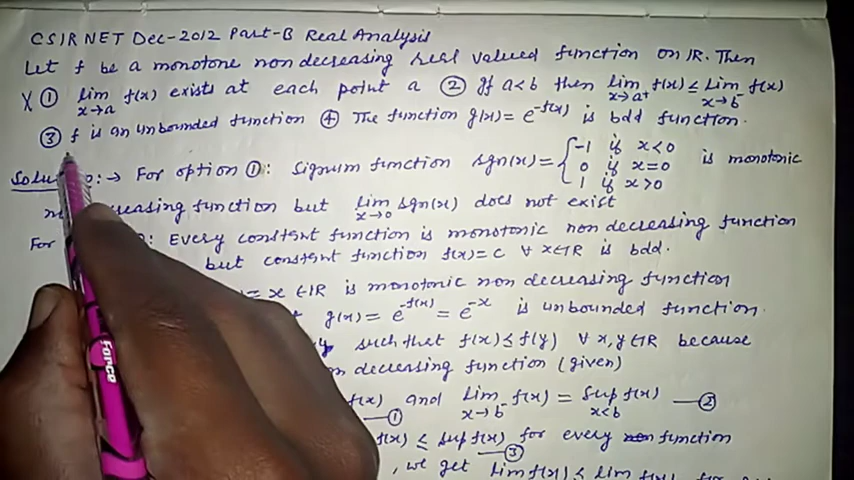 CSIR NET Dec-2012 Part-B Real Analysis
Let f be a monotone non decreasing real valued function on IR. Then
X ① lim x→a f(x) exists at each point a ② If a<b then lim x→a⁺ f(x) ≤ lim x→b⁻ f(x)
③ f is an unbounded function ④ The function g(x) = e^-f(x) is bdd function.
:→ For option ①: Signum function sgn(x) = { -1 if x<0
0 if x=0 is monotonic
1 if x>0
function but lim x→0 sgn(x) does not exist
For : Every constant function is monotonic non decreasing function
but constant function f(x) = c ∀ x∈IR is bdd.
= x ∈ IR is monotonic non decreasing function
g(x) = e^-f(x) = e^-x is unbounded function.
such that f(x) ≤ f(y) ∀ x,y∈IR because
decreasing function (given)
f(x) and lim x→b⁻ f(x) = sup x<b f(x) —②
—①
f(x) ≤ sup f(x) for every function
—③
, we get lim f(x) ≤ lim f(x)
Force